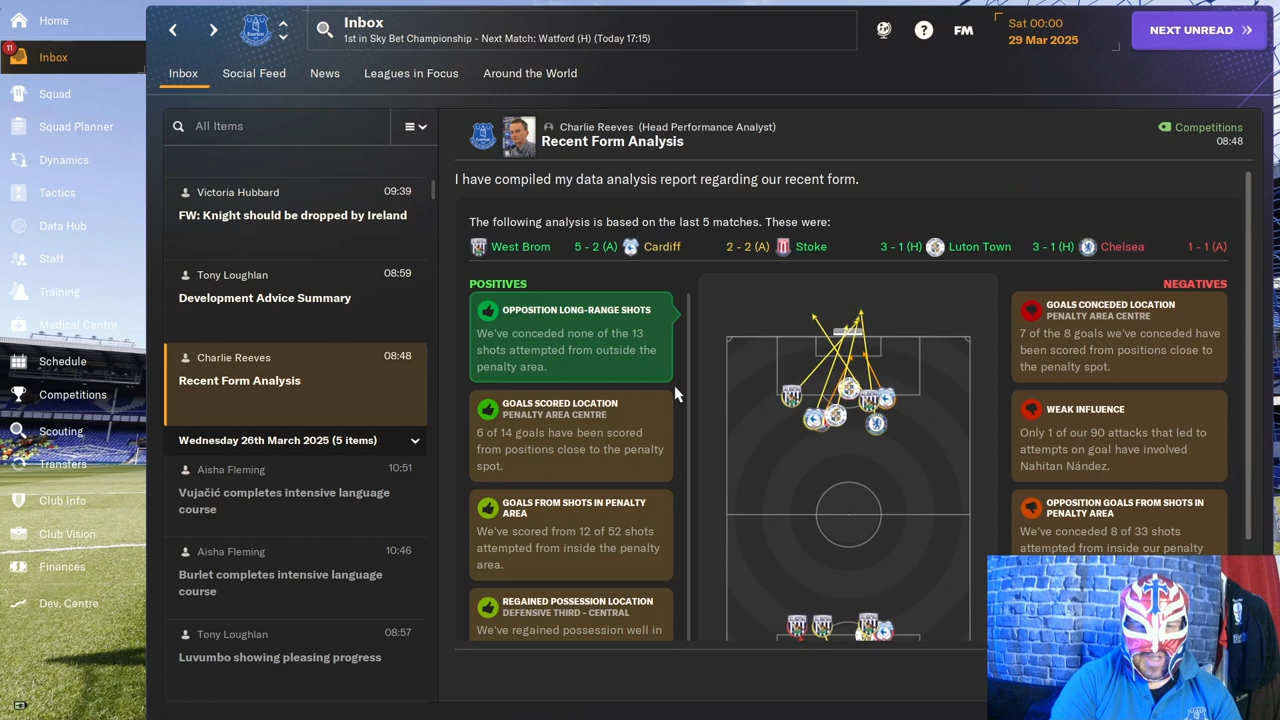 Home
11
Inbox
Squad
Squad Planner
Dynamics
Tactics
Data Hub
Staff
Training
Medical Centre
Schedule
Competitions
Scouting
Transfers
Club Info
Club Vision
Finances
Dev. Centre
Inbox
1st in Sky Bet Championship - Next Match: Watford (H) (Today 17:15)
?
FM
Sat 00:00
29 Mar 2025
NEXT UNREAD
Inbox
Social Feed
News
Leagues in Focus
Around the World
All Items
Victoria Hubbard 09:39
FW: Knight should be dropped by Ireland
Tony Loughlan 08:59
Development Advice Summary
Charlie Reeves 08:48
Recent Form Analysis
Wednesday 26th March 2025 (5 items)
Aisha Fleming 10:51
Vujačić completes intensive language
course
Aisha Fleming 10:46
Burlet completes intensive language
course
Tony Loughlan 08:57
Luvumbo showing pleasing progress
Charlie Reeves (Head Performance Analyst)
Recent Form Analysis
Competitions
08:48
I have compiled my data analysis report regarding our recent form.
The following analysis is based on the last 5 matches. These were:
West Brom 5 - 2 (A) Cardiff 2 - 2 (A) Stoke 3 - 1 (H) Luton Town 3 - 1 (H) Chelsea 1 - 1 (A)
POSITIVES
OPPOSITION LONG-RANGE SHOTS
We've conceded none of the 13
shots attempted from outside the
penalty area.
GOALS SCORED LOCATION
PENALTY AREA CENTRE
6 of 14 goals have been scored
from positions close to the penalty
spot.
GOALS FROM SHOTS IN PENALTY
AREA
We've scored from 12 of 52 shots
attempted from inside the penalty
area.
REGAINED POSSESSION LOCATION
DEFENSIVE THIRD - CENTRAL
We've regained possession well in
NEGATIVES
GOALS CONCEDED LOCATION
PENALTY AREA CENTRE
7 of the 8 goals we've conceded have
been scored from positions close to
the penalty spot.
WEAK INFLUENCE
Only 1 of our 90 attacks that led to
attempts on goal have involved
Nahitan Nández.
OPPOSITION GOALS FROM SHOTS IN
PENALTY AREA
We've conceded 8 of 33 shots
attempted from inside our penalty